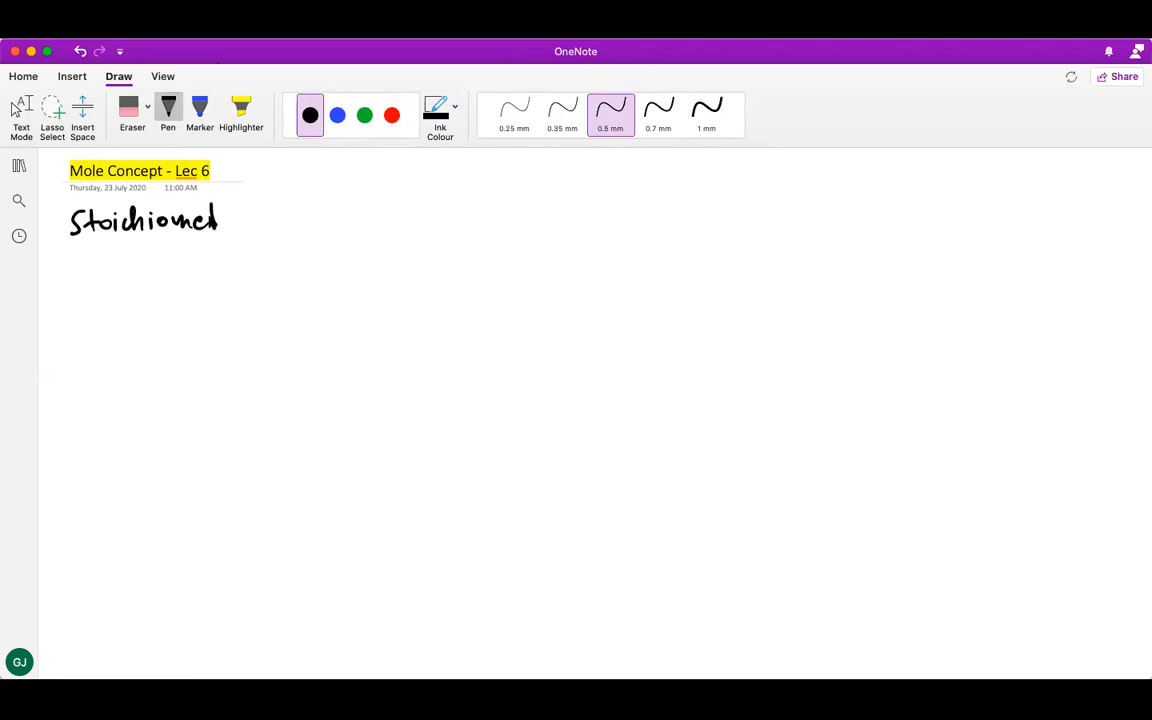 OneNote
Home Insert Draw View
Share
Text Mode
Lasso Select
Insert Space
Eraser
Pen
Marker
Highlighter
Ink Colour
0.25 mm
0.35 mm
0.5 mm
0.7 mm
1 mm
Mole Concept - Lec 6
Thursday, 23 July 2020 11:00 AM
Stoichiomet
GJ